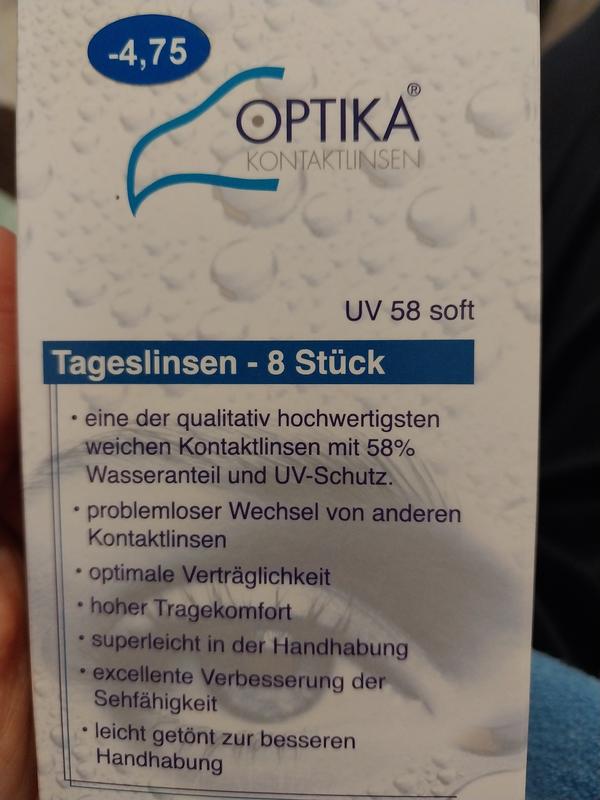 -4,75
OPTIKA®
KONTAKTLINSEN
UV 58 soft
Tageslinsen - 8 Stück
• eine der qualitativ hochwertigsten
weichen Kontaktlinsen mit 58%
Wasseranteil und UV-Schutz.
• problemloser Wechsel von anderen
Kontaktlinsen
• optimale Verträglichkeit
• hoher Tragekomfort
• superleicht in der Handhabung
• excellente Verbesserung der
Sehfähigkeit
• leicht getönt zur besseren
Handhabung